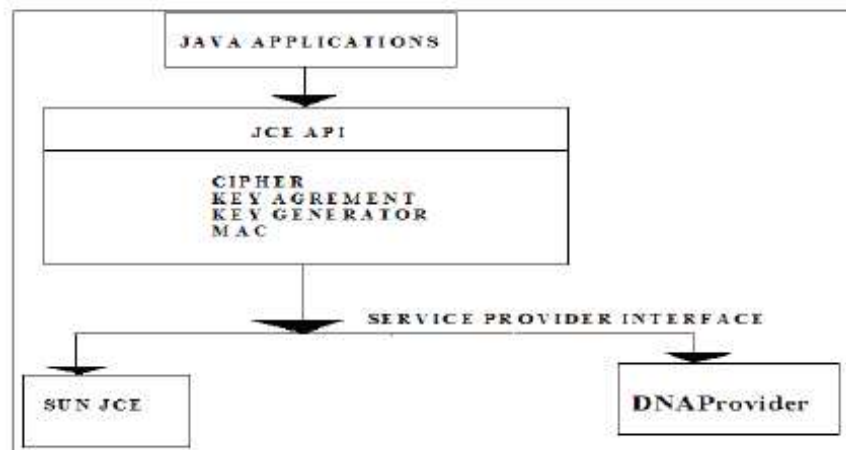 JAVA APPLICATIONS
JCE API
CIPHER
KEY AGREMENT
KEY GENERATOR
MAC
SERVICE PROVIDER INTERFACE
SUN JCE
DNAProvider